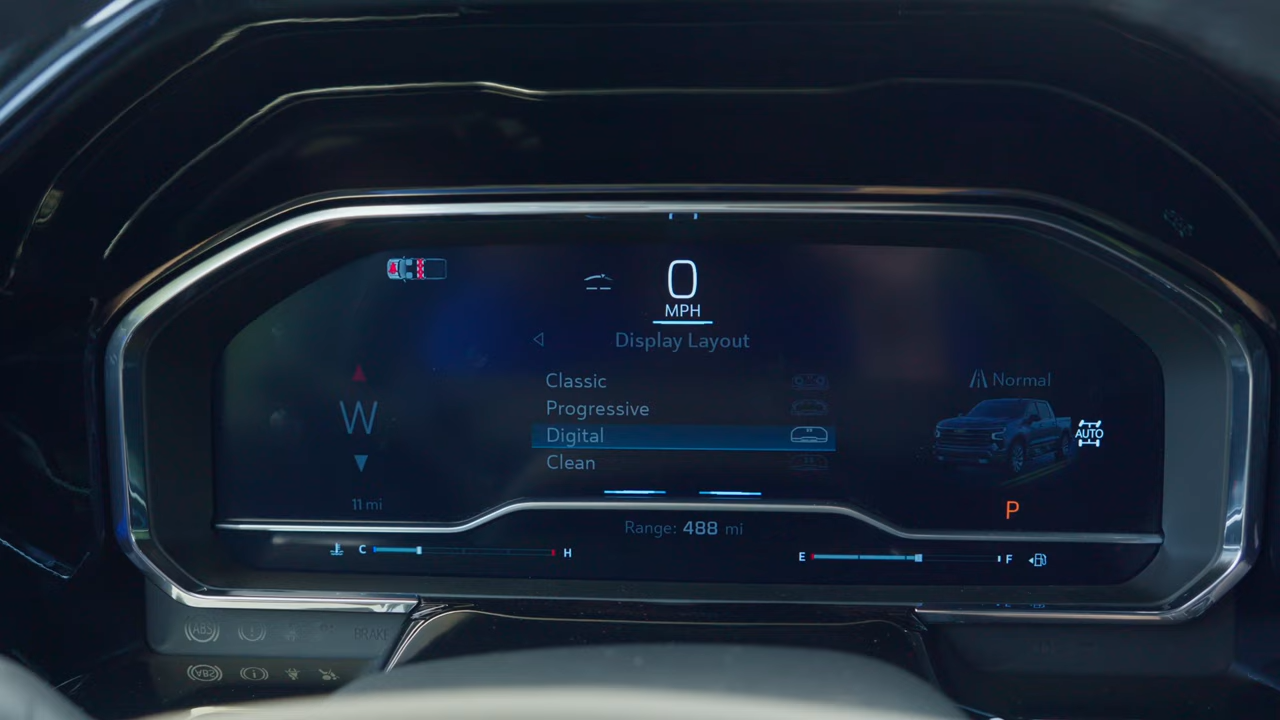 0
MPH
Display Layout
Classic
Progressive
Digital
Clean
W
11 mi
Normal
AUTO
P
Range: 488 mi
C H
E F
ABS
BRAKE